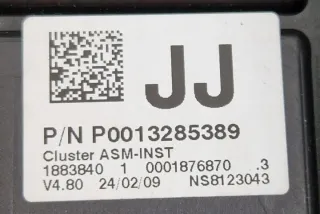 JJ
P/N P0013285389
Cluster ASM-INST
1883840 1 0001876870 .3
V4.80 24/02/09 NS8123043